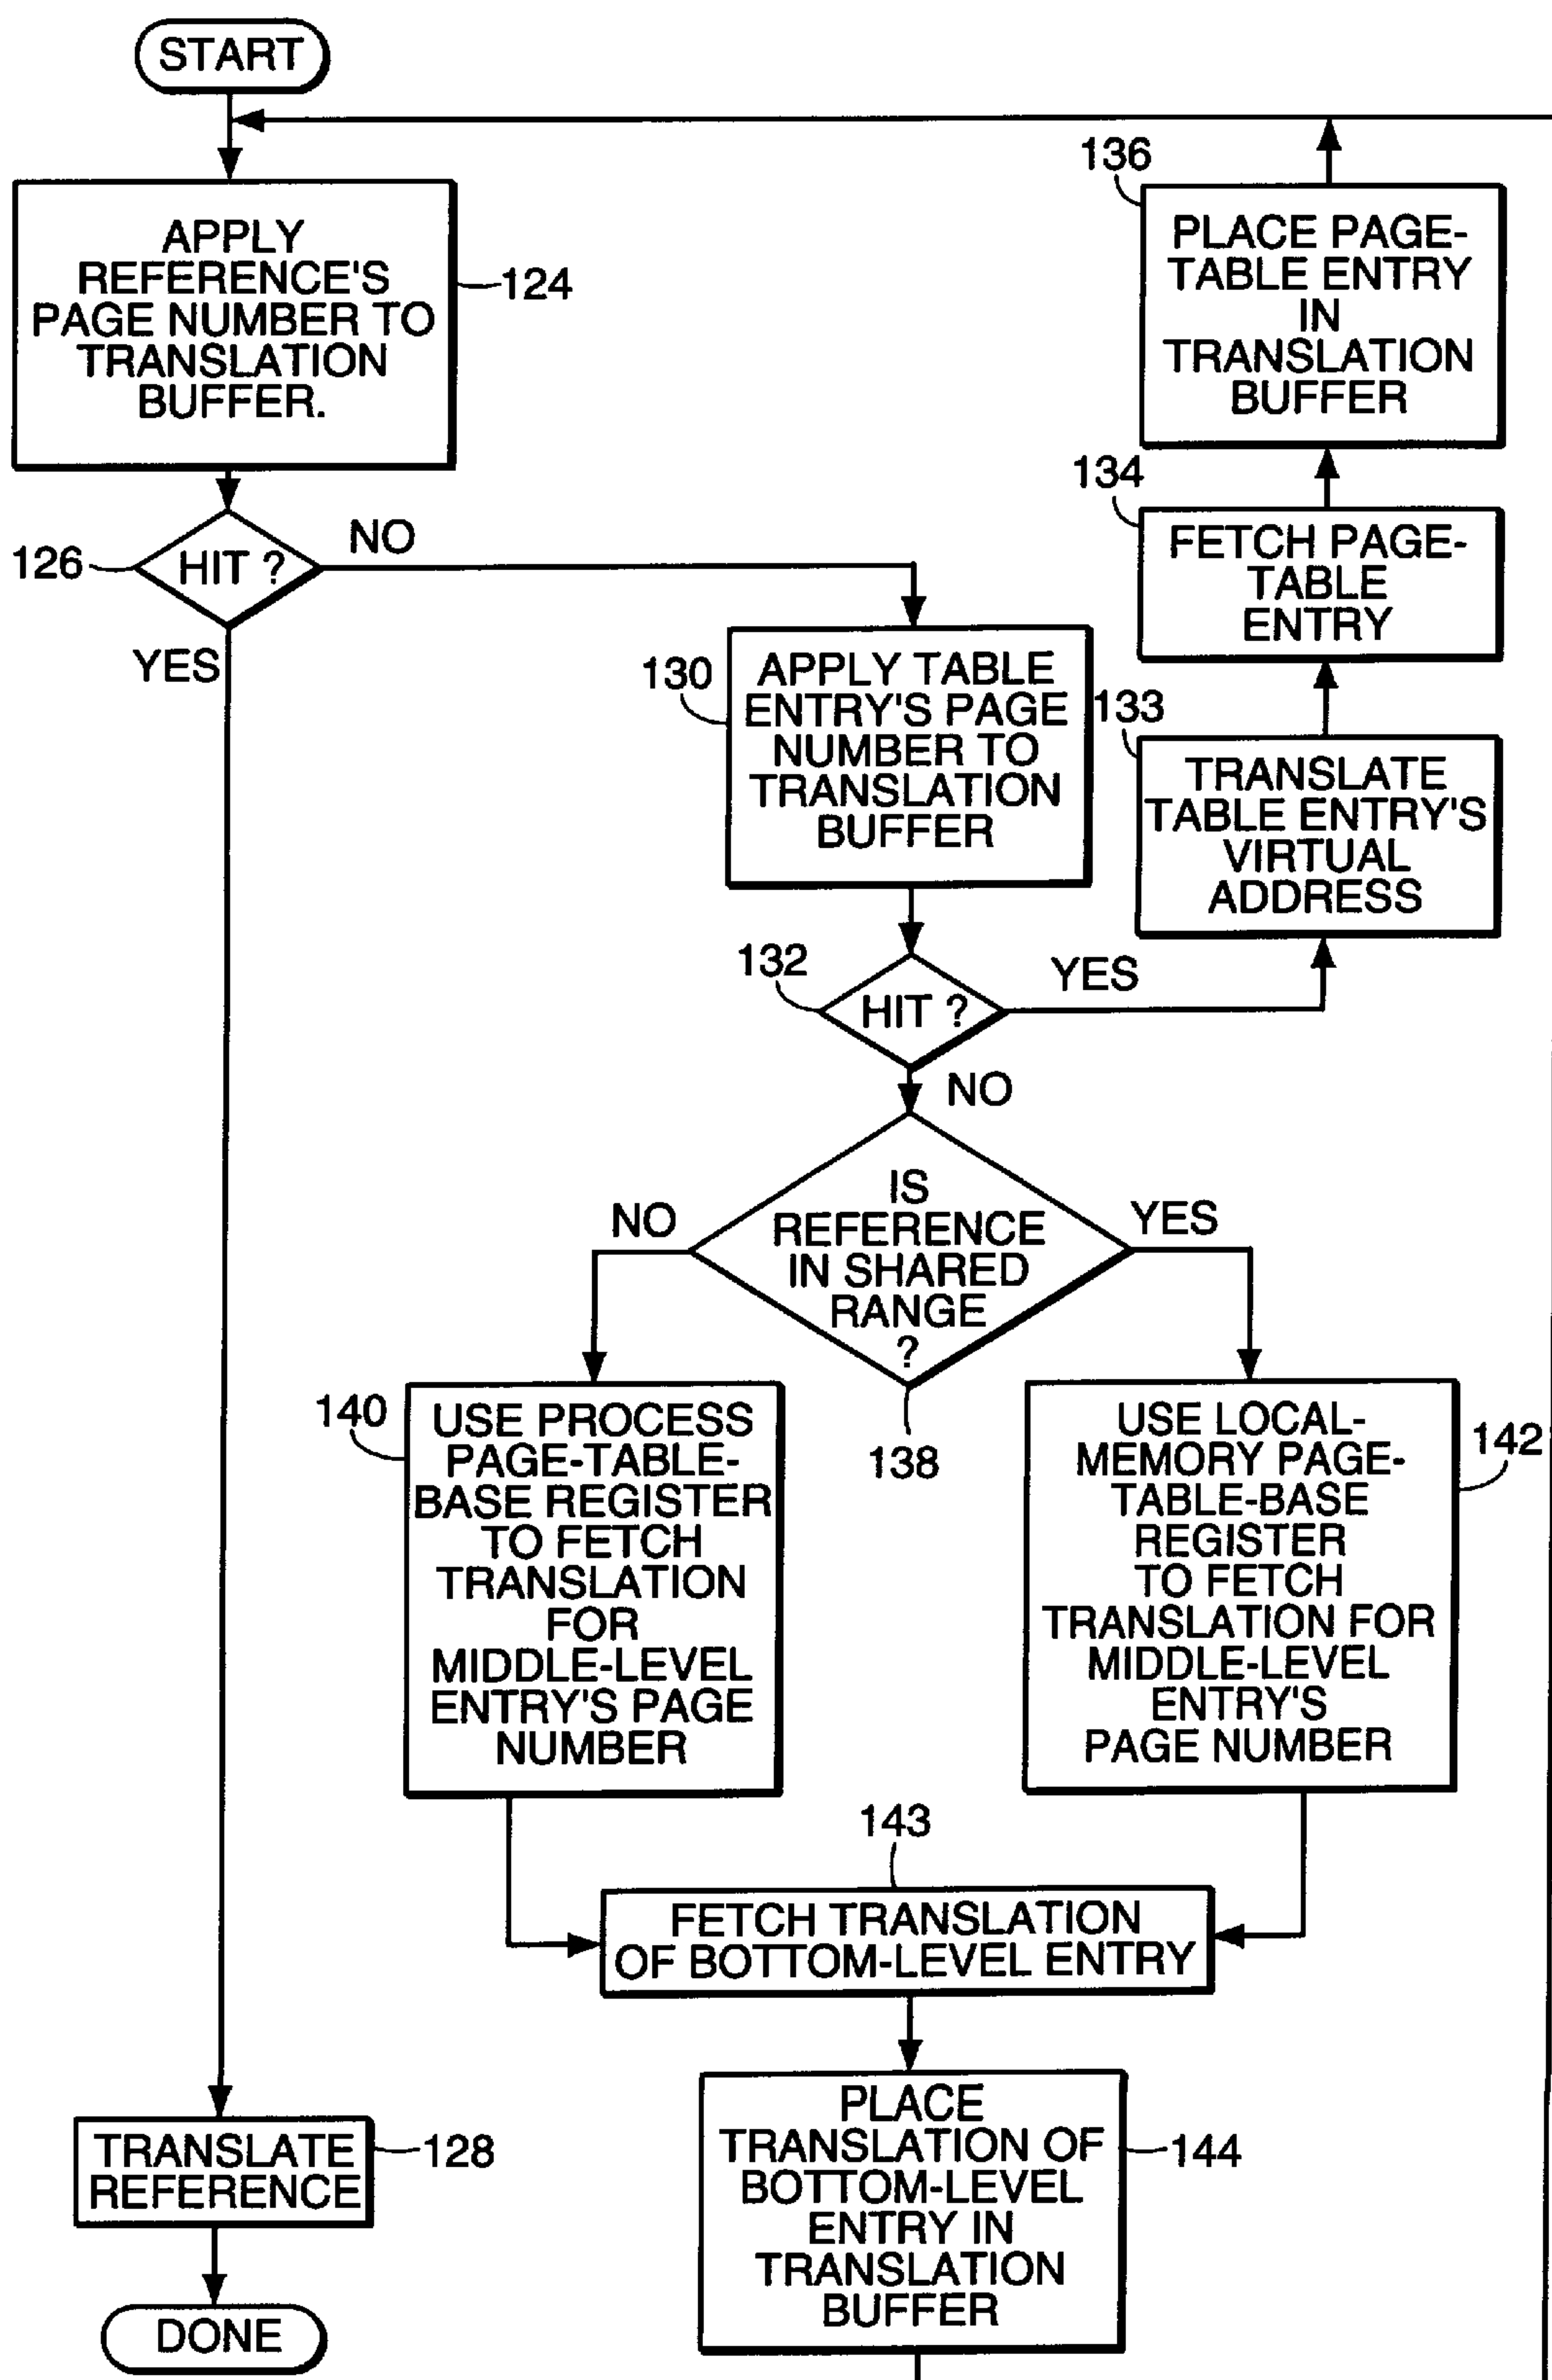 START
APPLY
REFERENCE'S
PAGE NUMBER TO
TRANSLATION
BUFFER.
124
126
HIT ?
NO
YES
130
APPLY TABLE
ENTRY'S PAGE
NUMBER TO
TRANSLATION
BUFFER
132
HIT ?
YES
NO
133
TRANSLATE
TABLE ENTRY'S
VIRTUAL
ADDRESS
134
FETCH PAGE-
TABLE
ENTRY
136
PLACE PAGE-
TABLE ENTRY
IN
TRANSLATION
BUFFER
IS
REFERENCE
IN SHARED
RANGE
?
NO
YES
138
140
USE PROCESS
PAGE-TABLE-
BASE REGISTER
TO FETCH
TRANSLATION
FOR
MIDDLE-LEVEL
ENTRY'S PAGE
NUMBER
142
USE LOCAL-
MEMORY PAGE-
TABLE-BASE
REGISTER
TO FETCH
TRANSLATION FOR
MIDDLE-LEVEL
ENTRY'S
PAGE NUMBER
143
FETCH TRANSLATION
OF BOTTOM-LEVEL ENTRY
PLACE
TRANSLATION OF
BOTTOM-LEVEL
ENTRY IN
TRANSLATION
BUFFER
144
TRANSLATE
REFERENCE
128
DONE